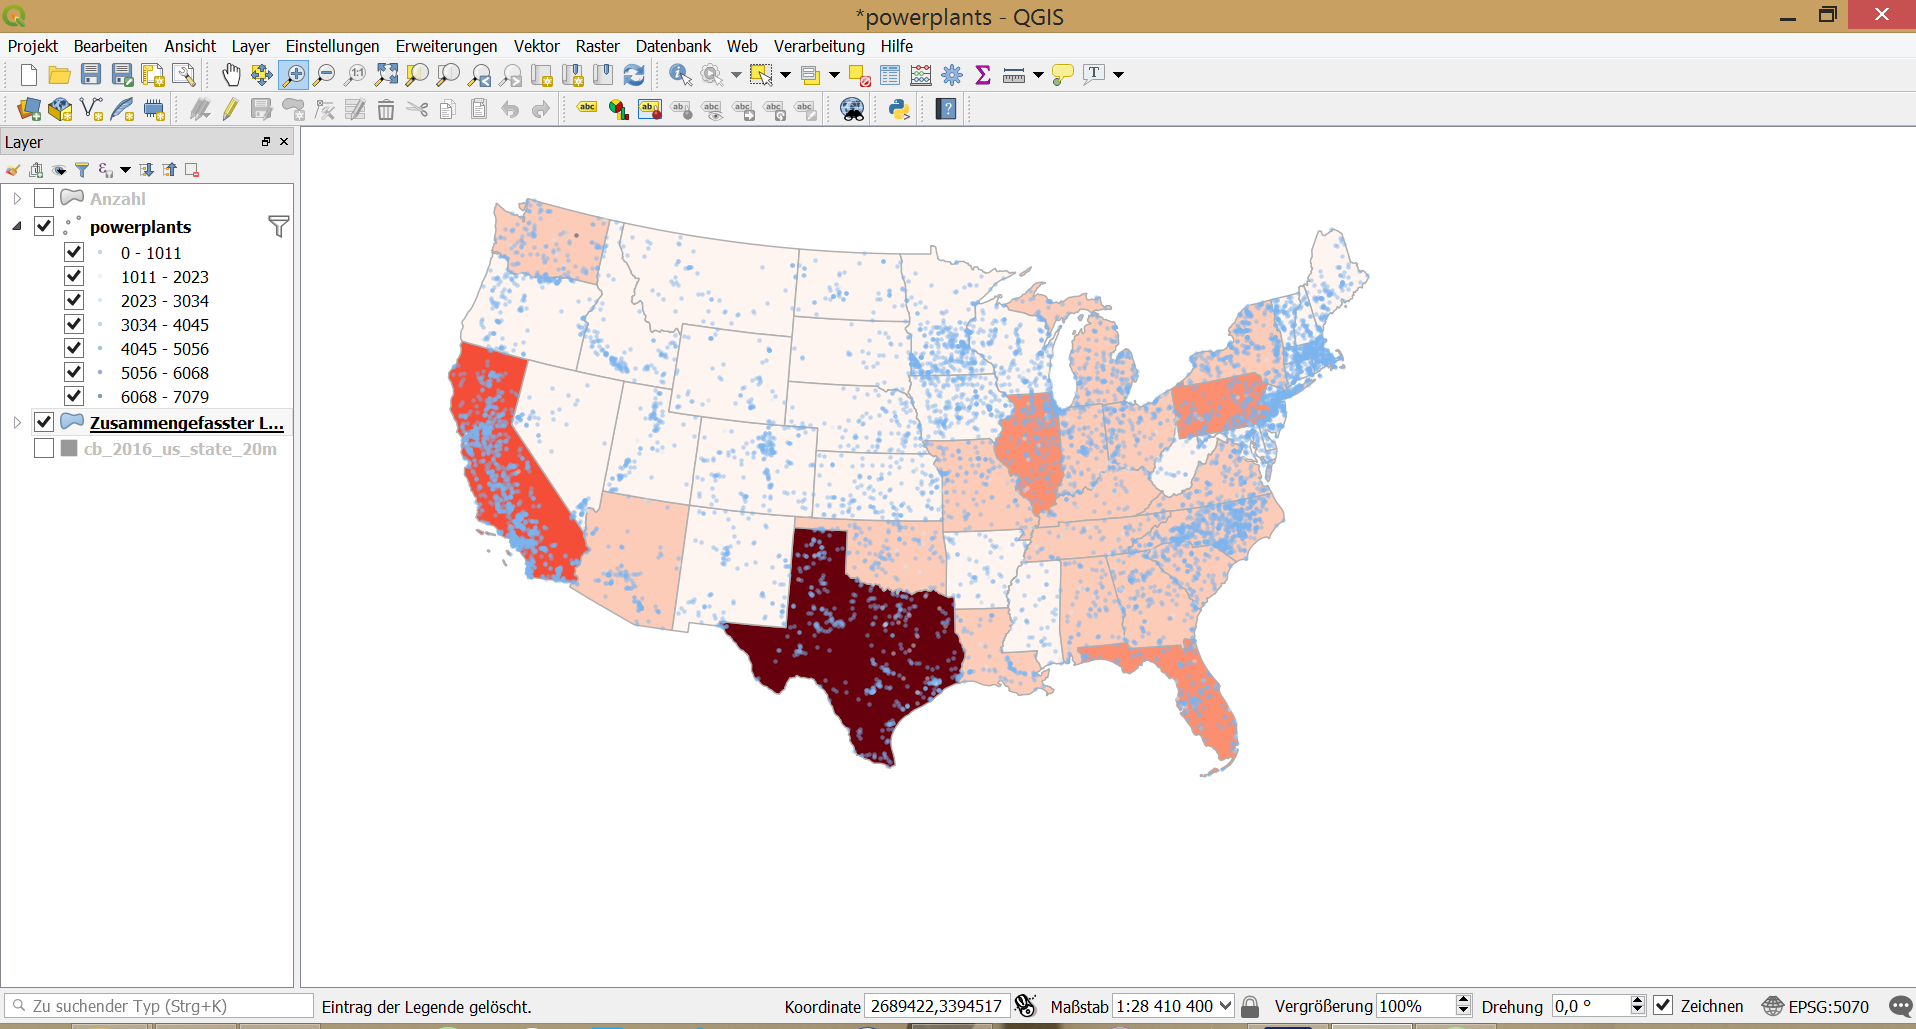 *powerplants - QGIS
Projekt Bearbeiten Ansicht Layer Einstellungen Erweiterungen Vektor Raster Datenbank Web Verarbeitung Hilfe
Layer
Anzahl
powerplants
0 - 1011
1011 - 2023
2023 - 3034
3034 - 4045
4045 - 5056
5056 - 6068
6068 - 7079
Zusammengefasster L...
cb_2016_us_state_20m
Zu suchender Typ (Strg+K) Eintrag der Legende gelöscht. Koordinate 2689422,3394517 Maßstab 1:28 410 400 Vergrößerung 100% Drehung 0,0 ° Zeichnen EPSG:5070